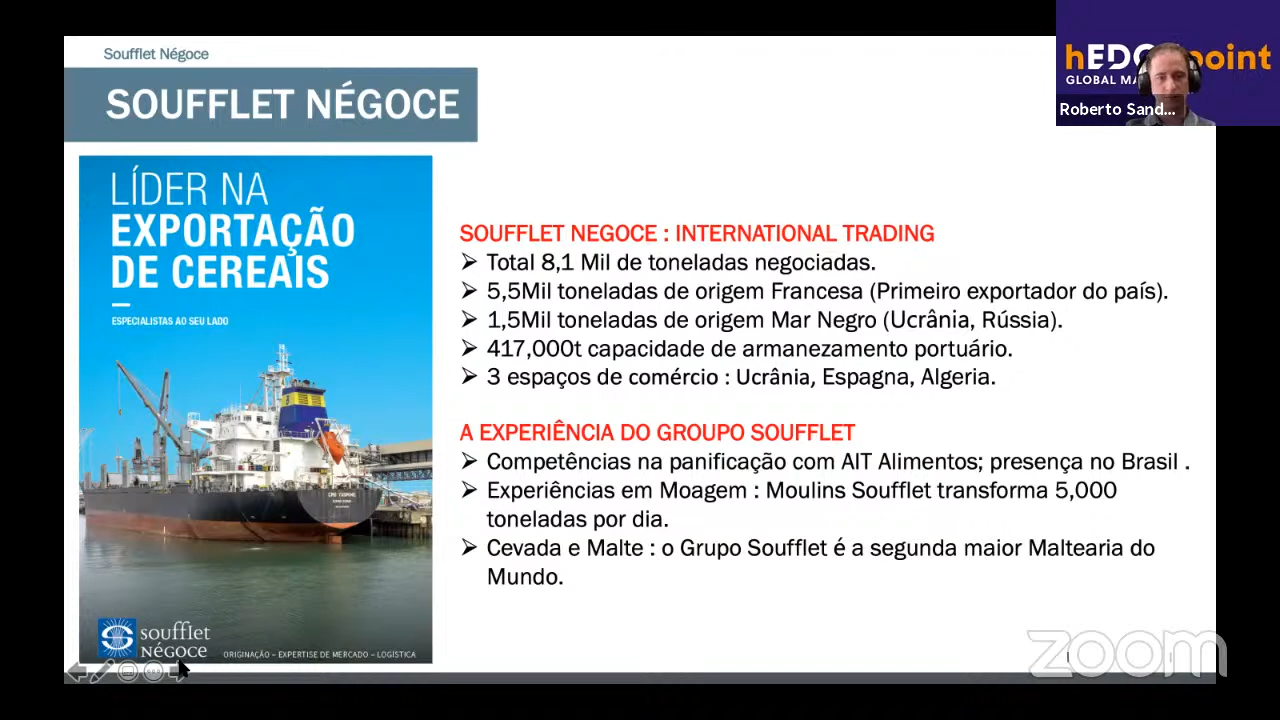 Soufflet Négoce
SOUFFLET NÉGOCE
GLOBAL
Roberto Sand...
LÍDER NA
EXPORTAÇÃO
DE CEREAIS
ESPECIALISTAS AO SEU LADO
soufflet
négoce
ORIGINAÇÃO – EXPERTISE DE MERCADO – LOGÍSTICA
SOUFFLET NEGOCE : INTERNATIONAL TRADING
➢ Total 8,1 Mil de toneladas negociadas.
➢ 5,5Mil toneladas de origem Francesa (Primeiro exportador do país).
➢ 1,5Mil toneladas de origem Mar Negro (Ucrânia, Rússia).
➢ 417,000t capacidade de armanezamento portuário.
➢ 3 espaços de comércio : Ucrânia, Espagna, Algeria.
A EXPERIÊNCIA DO GROUPO SOUFFLET
➢ Competências na panificação com AIT Alimentos; presença no Brasil .
➢ Experiências em Moagem : Moulins Soufflet transforma 5,000
toneladas por dia.
➢ Cevada e Malte : o Grupo Soufflet é a segunda maior Maltearia do
Mundo.
zoom